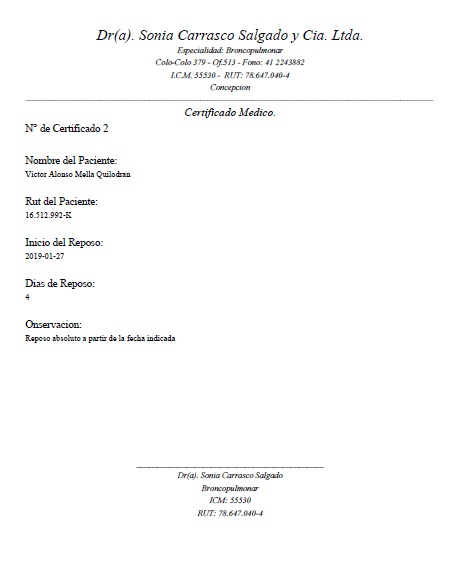 Dr(a). Sonia Carrasco Salgado y Cia. Ltda.
Especialidad: Broncopulmonar
Colo-Colo 379 - Of.513 - Fono: 41 2243882
I.C.M. 55530 - RUT: 78.647.040-4
Concepcion
Certificado Medico.
N° de Certificado 2
Nombre del Paciente:
Victor Alonso Mella Quilodran
Rut del Paciente:
16.512.992-K
Inicio del Reposo:
2019-01-27
Dias de Reposo:
4
Onservacion:
Reposo absoluto a partir de la fecha indicada
Dr(a). Sonia Carrasco Salgado
Broncopulmonar
ICM: 55530
RUT: 78.647.040-4